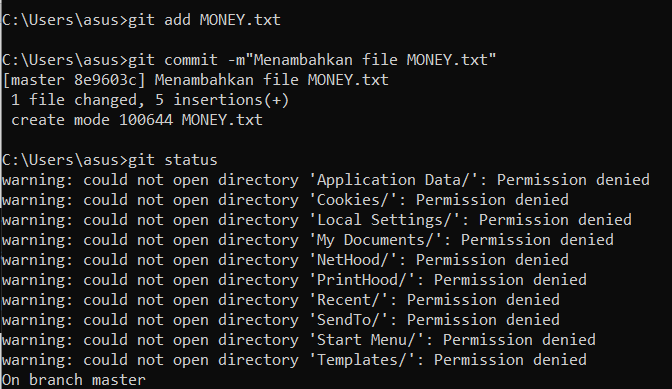 C:\Users\asus>git add MONEY.txt
C:\Users\asus>git commit -m"Menambahkan file MONEY.txt"
[master 8e9603c] Menambahkan file MONEY.txt
 1 file changed, 5 insertions(+)
 create mode 100644 MONEY.txt
C:\Users\asus>git status
warning: could not open directory 'Application Data/': Permission denied
warning: could not open directory 'Cookies/': Permission denied
warning: could not open directory 'Local Settings/': Permission denied
warning: could not open directory 'My Documents/': Permission denied
warning: could not open directory 'NetHood/': Permission denied
warning: could not open directory 'PrintHood/': Permission denied
warning: could not open directory 'Recent/': Permission denied
warning: could not open directory 'SendTo/': Permission denied
warning: could not open directory 'Start Menu/': Permission denied
warning: could not open directory 'Templates/': Permission denied
On branch master